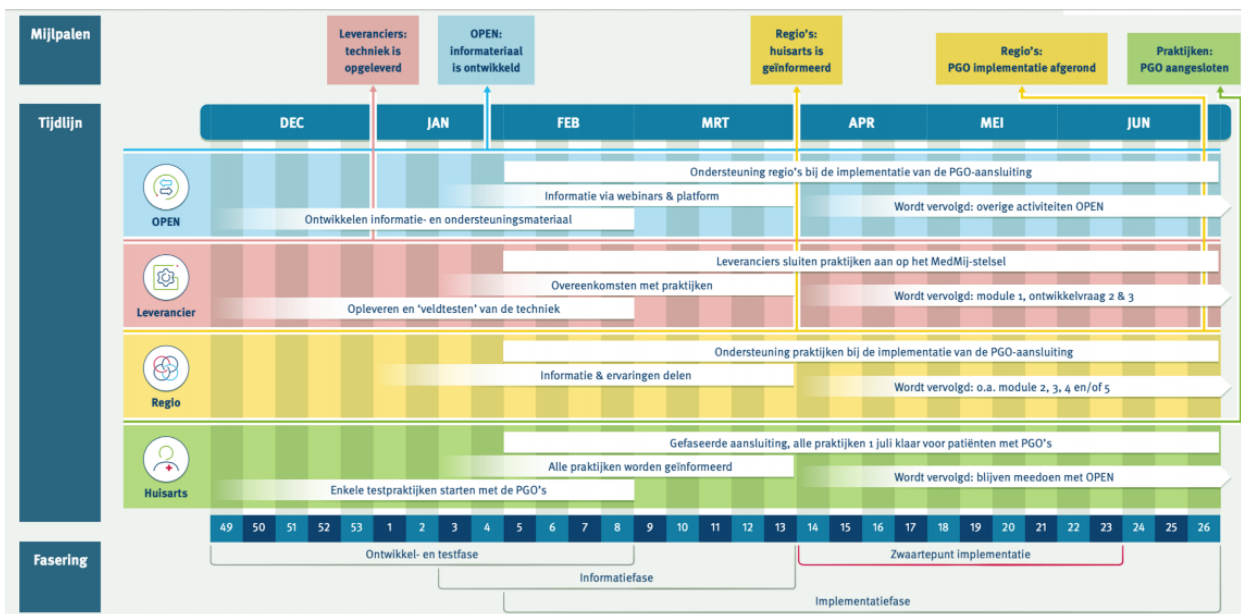 Mijlpalen
Leveranciers:
techniek is
opgeleverd
OPEN:
informateriaal
is ontwikkeld
Regio's:
huisarts is
geïnformeerd
Regio's:
PGO implementatie afgerond
Praktijken:
PGO aangesloten
Tijdlijn
DEC JAN FEB MRT APR MEI JUN
OPEN
Ondersteuning regio's bij de implementatie van de PGO-aansluiting
Informatie via webinars & platform
Wordt vervolgd: overige activiteiten OPEN
Ontwikkelen informatie- en ondersteuningsmateriaal
Leverancier
Leveranciers sluiten praktijken aan op het MedMij-stelsel
Overeenkomsten met praktijken
Wordt vervolgd: module 1, ontwikkelvraag 2 & 3
Opleveren en 'veldtesten' van de techniek
Regio
Ondersteuning praktijken bij de implementatie van de PGO-aansluiting
Informatie & ervaringen delen
Wordt vervolgd: o.a. module 2, 3, 4 en/of 5
Huisarts
Gefaseerde aansluiting, alle praktijken 1 juli klaar voor patiënten met PGO's
Alle praktijken worden geïnformeerd
Wordt vervolgd: blijven meedoen met OPEN
Enkele testpraktijken starten met de PGO's
49 50 51 52 53 1 2 3 4 5 6 7 8 9 10 11 12 13 14 15 16 17 18 19 20 21 22 23 24 25 26
Fasering
Ontwikkel- en testfase
Zwaartepunt implementatie
Informatiefase
Implementatiefase